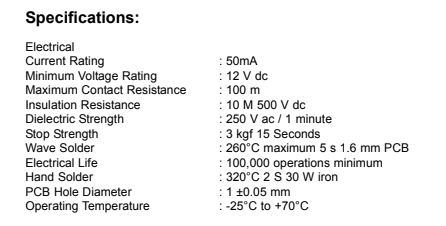 Specifications:
Electrical
Current Rating : 50mA
Minimum Voltage Rating : 12 V dc
Maximum Contact Resistance : 100 m
Insulation Resistance : 10 M 500 V dc
Dielectric Strength : 250 V ac / 1 minute
Stop Strength : 3 kgf 15 Seconds
Wave Solder : 260°C maximum 5 s 1.6 mm PCB
Electrical Life : 100,000 operations minimum
Hand Solder : 320°C 2 S 30 W iron
PCB Hole Diameter : 1 ±0.05 mm
Operating Temperature : -25°C to +70°C